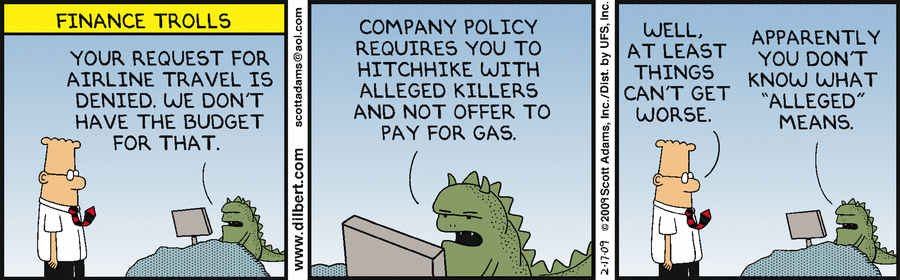 FINANCE TROLLS
YOUR REQUEST FOR
AIRLINE TRAVEL IS
DENIED. WE DON'T
HAVE THE BUDGET
FOR THAT.
www.dilbert.com
scottadams@aol.com
COMPANY POLICY
REQUIRES YOU TO
HITCHHIKE WITH
ALLEGED KILLERS
AND NOT OFFER TO
PAY FOR GAS.
2-17-09 ©2009 Scott Adams, Inc./Dist. by UFS, Inc.
WELL,
AT LEAST
THINGS
CAN'T GET
WORSE.
APPARENTLY
YOU DON'T
KNOW WHAT
"ALLEGED"
MEANS.